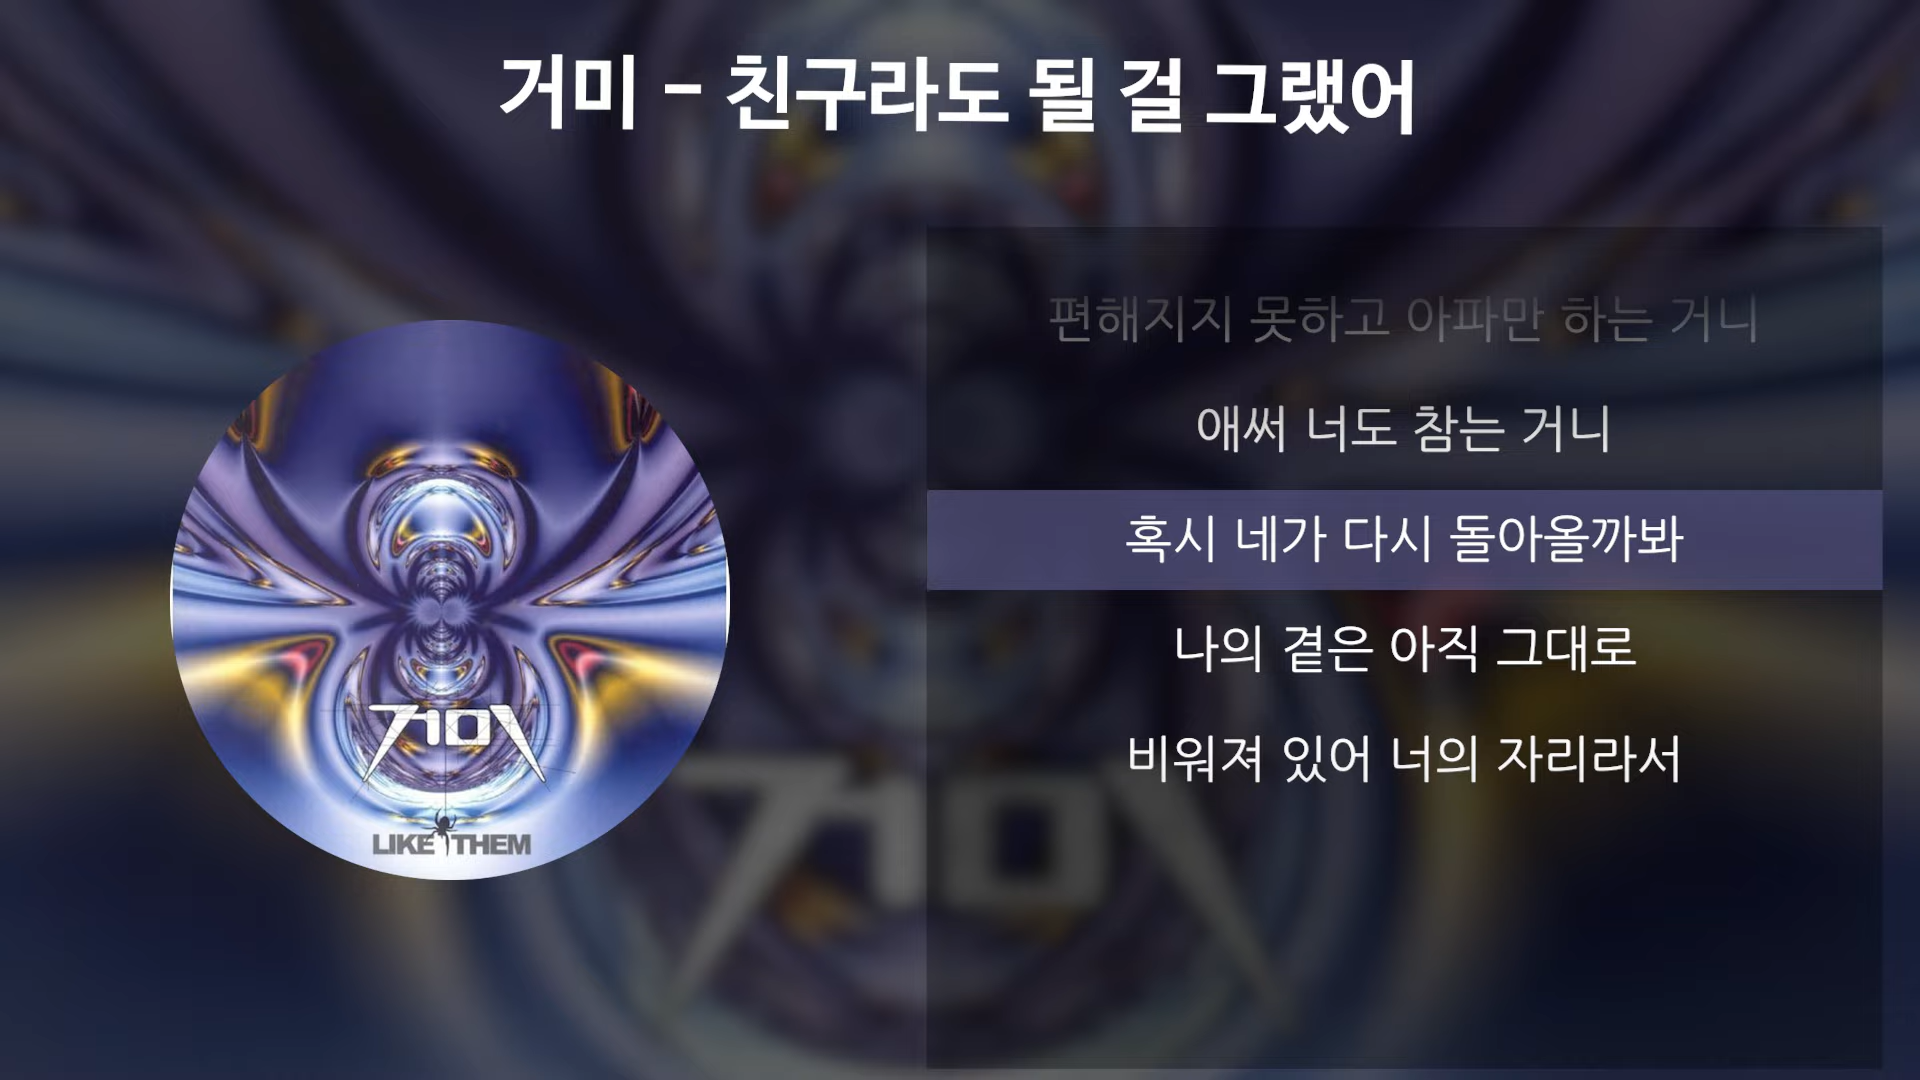 거미 - 친구라도 될 걸 그랬어
편해지지 못하고 아파만 하는 거니
애써 너도 참는 거니
혹시 네가 다시 돌아올까봐
나의 곁은 아직 그대로
비워져 있어 너의 자리라서
거미
LIKE THEM
거미